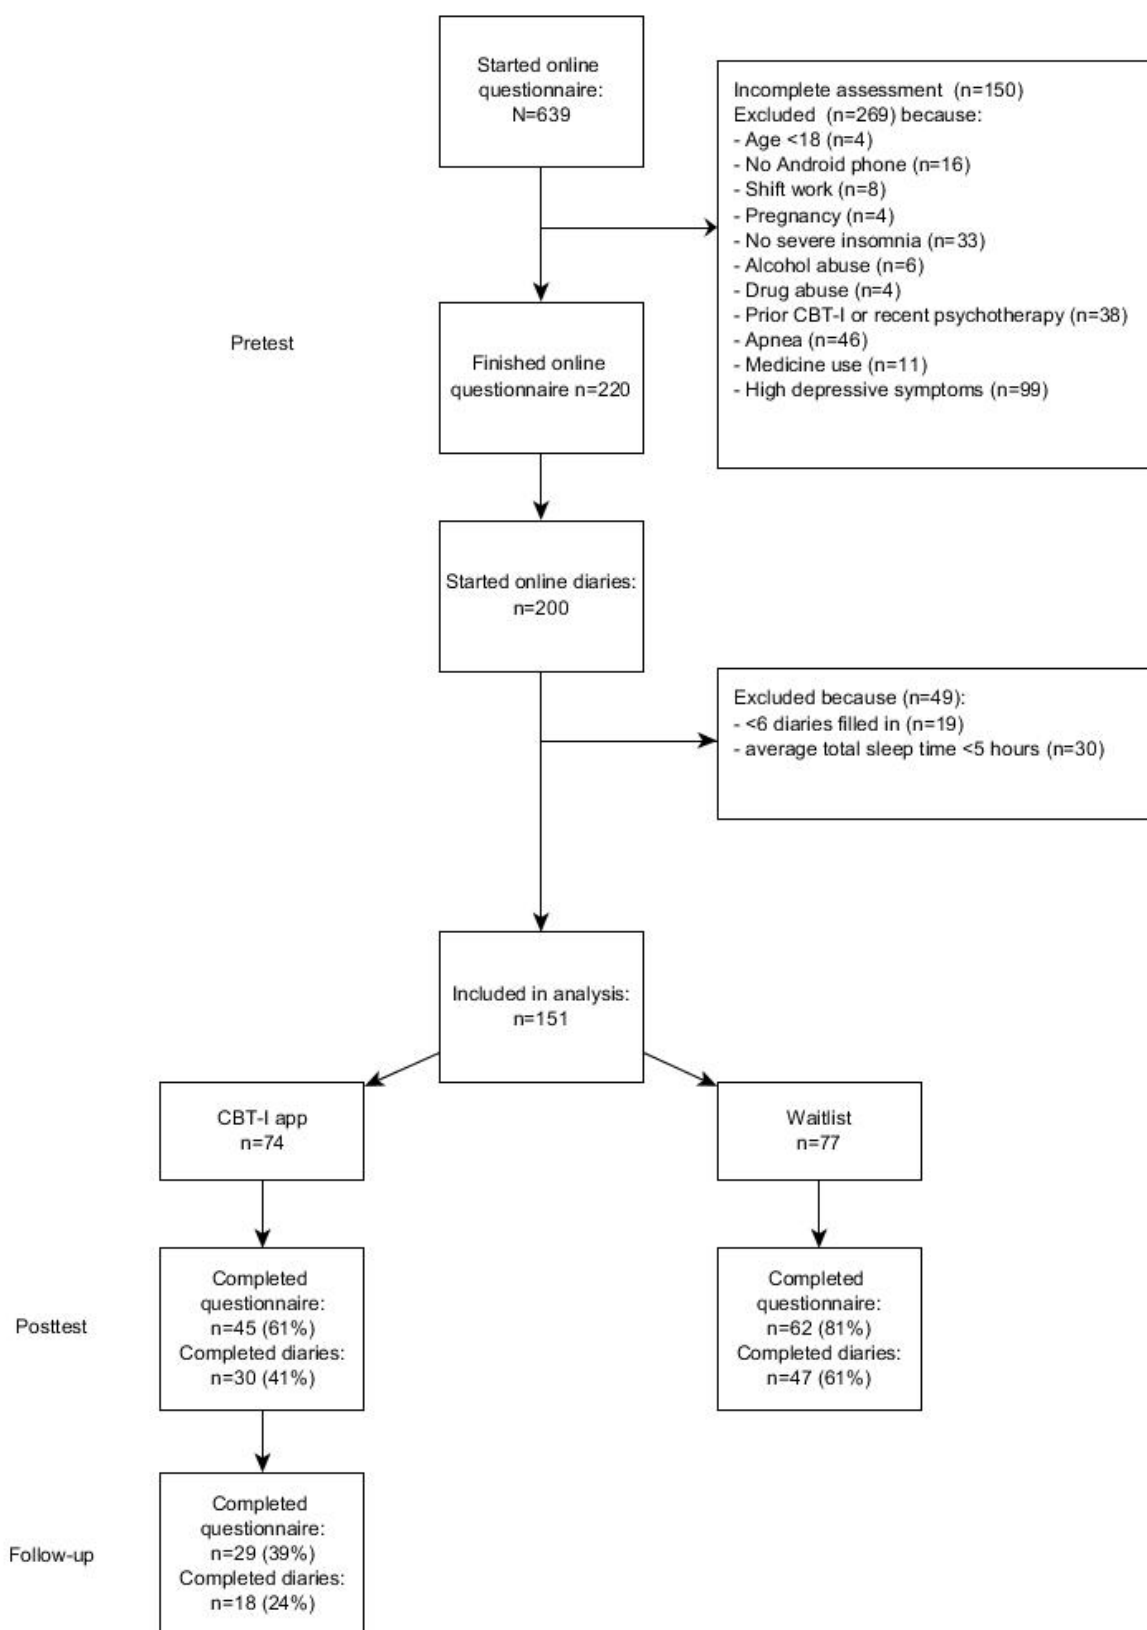 Started online
questionnaire:
N=639
Incomplete assessment  (n=150)
Excluded  (n=269) because:
- Age <18 (n=4)
- No Android phone (n=16)
- Shift work (n=8)
- Pregnancy (n=4)
- No severe insomnia (n=33)
- Alcohol abuse (n=6)
- Drug abuse (n=4)
- Prior CBT-I or recent psychotherapy (n=38)
- Apnea (n=46)
- Medicine use (n=11)
- High depressive symptoms (n=99)
Pretest
Finished online
questionnaire n=220
Started online diaries:
n=200
Excluded because (n=49):
- <6 diaries filled in (n=19)
- average total sleep time <5 hours (n=30)
Included in analysis:
n=151
CBT-I app
n=74
Waitlist
n=77
Posttest
Completed
questionnaire:
n=45 (61%)
Completed diaries:
n=30 (41%)
Completed
questionnaire:
n=62 (81%)
Completed diaries:
n=47 (61%)
Follow-up
Completed
questionnaire:
n=29 (39%)
Completed diaries:
n=18 (24%)